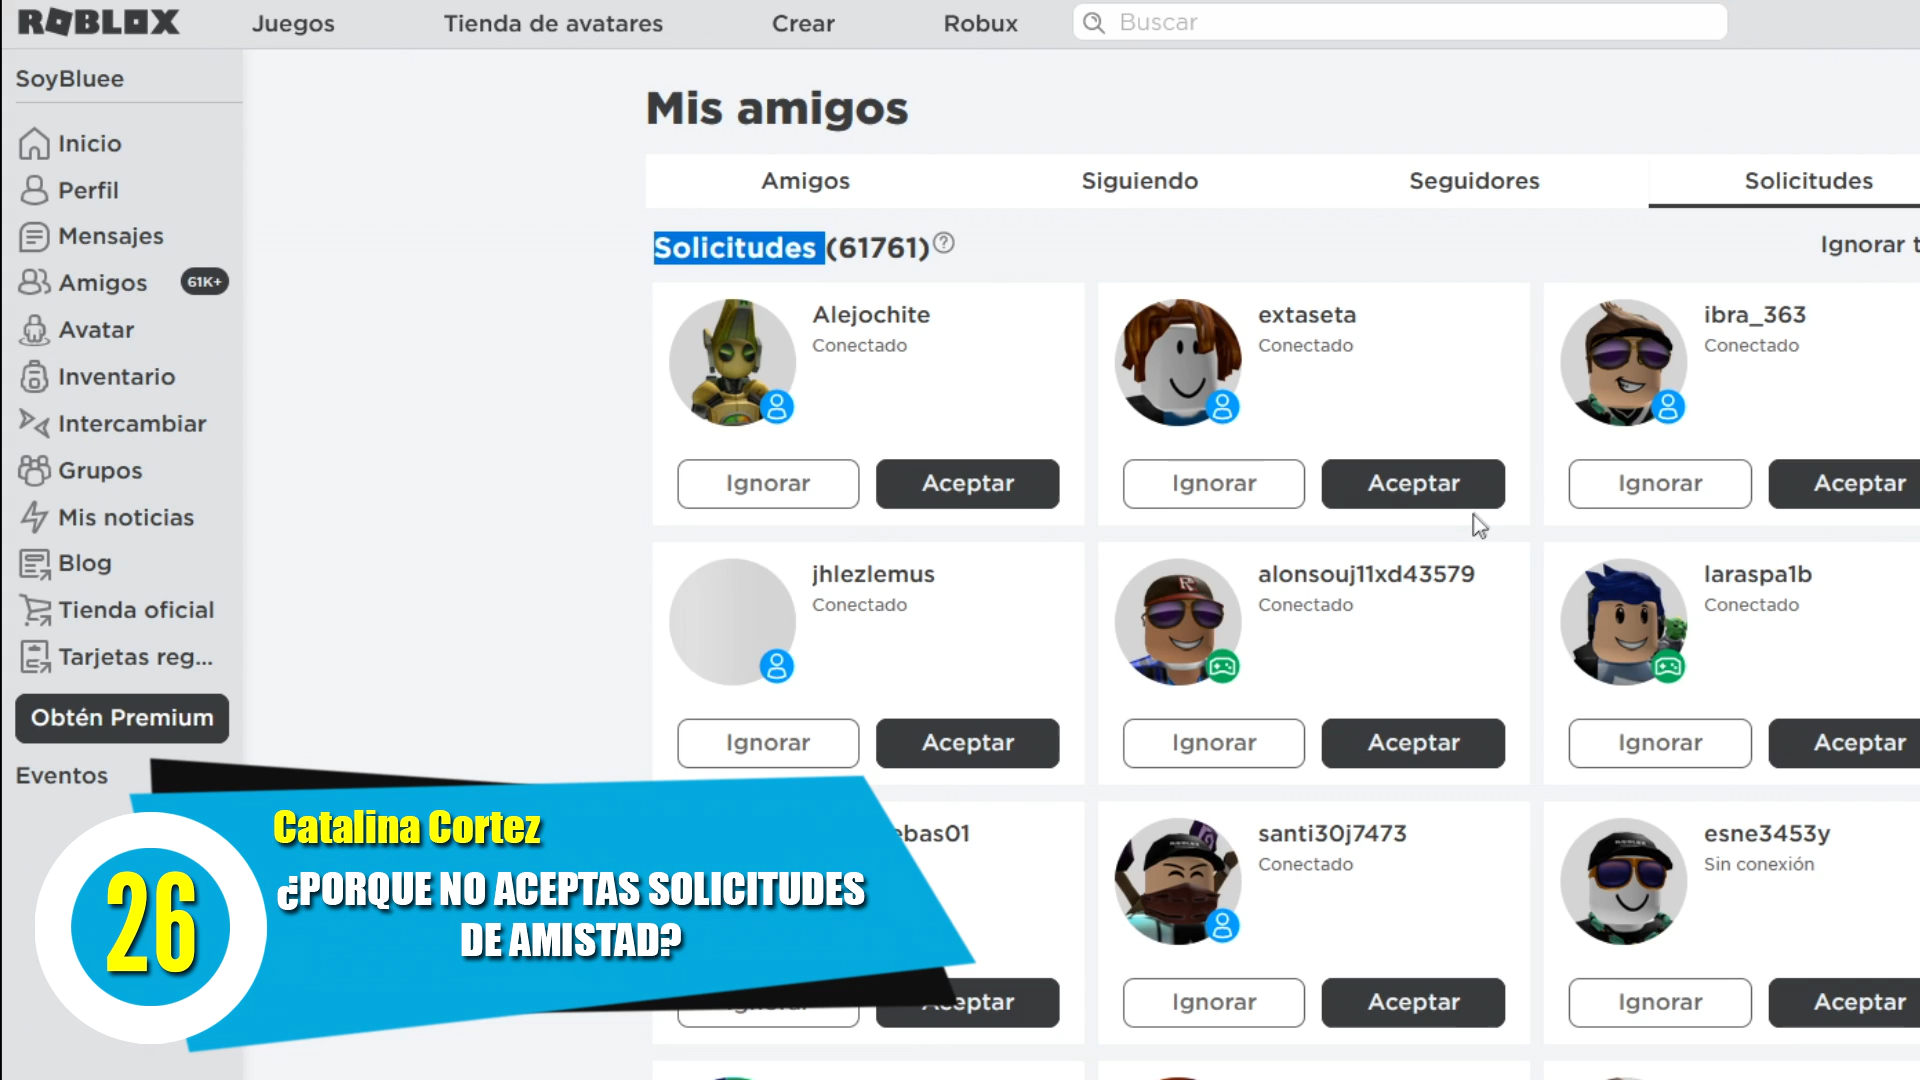 ROBLOX
Juegos
Tienda de avatares
Crear
Robux
Buscar
SoyBluee
Inicio
Perfil
Mensajes
Amigos
61K+
Avatar
Inventario
Intercambiar
Grupos
Mis noticias
Blog
Tienda oficial
Tarjetas reg...
Obtén Premium
Eventos
Mis amigos
Amigos
Siguiendo
Seguidores
Solicitudes
Solicitudes (61761)
?
Ignorar t
Alejochite
Conectado
Ignorar
Aceptar
extaseta
Conectado
Ignorar
Aceptar
ibra_363
Conectado
Ignorar
Aceptar
jhlezlemus
Conectado
Ignorar
Aceptar
alonsouj11xd43579
Conectado
Ignorar
Aceptar
laraspa1b
Conectado
Ignorar
Aceptar
ebas01
Ignorar
Aceptar
santi30j7473
Conectado
Ignorar
Aceptar
esne3453y
Sin conexión
Ignorar
Aceptar
26
Catalina Cortez
¿PORQUE NO ACEPTAS SOLICITUDES
DE AMISTAD?